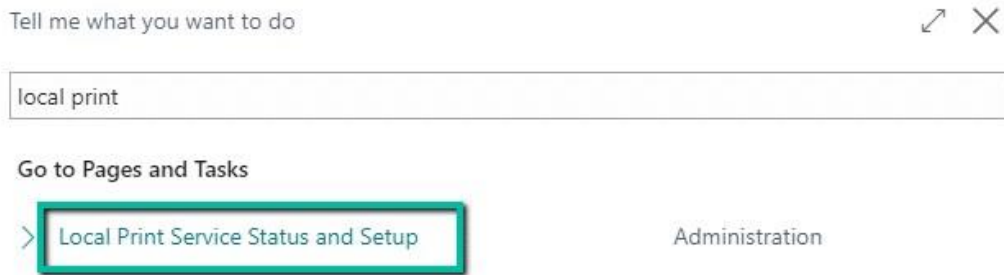 Tell me what you want to do
local print
Go to Pages and Tasks
Local Print Service Status and Setup Administration